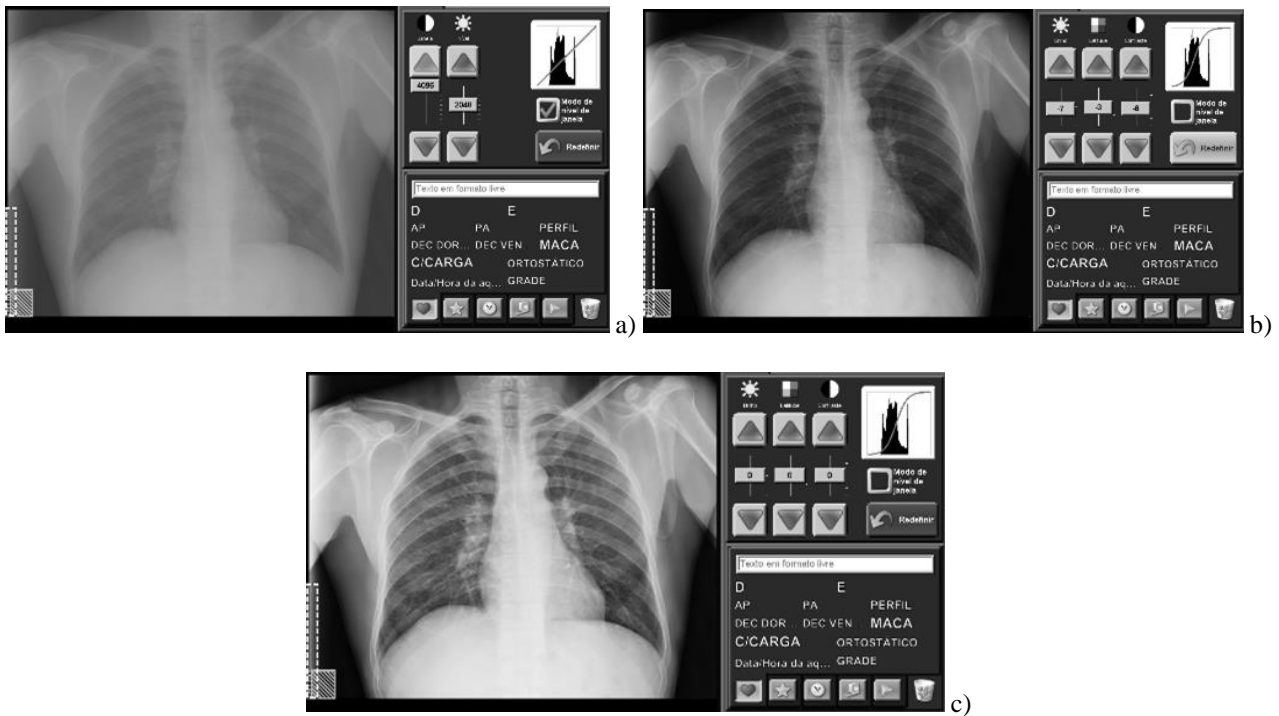 4095
2048
Modo de
nível de
janela
Redefinir
Texto em formato livre
D E
AP PA PERFIL
DEC DOR... DEC VEN... MACA
C/CARGA ORTOSTÁTICO
Data/Hora da aq... GRADE
a)
-7 -3 -8
Modo de
nível de
janela
Redefinir
Texto em formato livre
D E
AP PA PERFIL
DEC DOR... DEC VEN... MACA
C/CARGA ORTOSTÁTICO
Data/Hora da aq... GRADE
b)
0 0 0
Modo de
nível de
janela
Redefinir
Texto em formato livre
D E
AP PA PERFIL
DEC DOR... DEC VEN... MACA
C/CARGA ORTOSTÁTICO
Data/Hora da aq... GRADE
c)